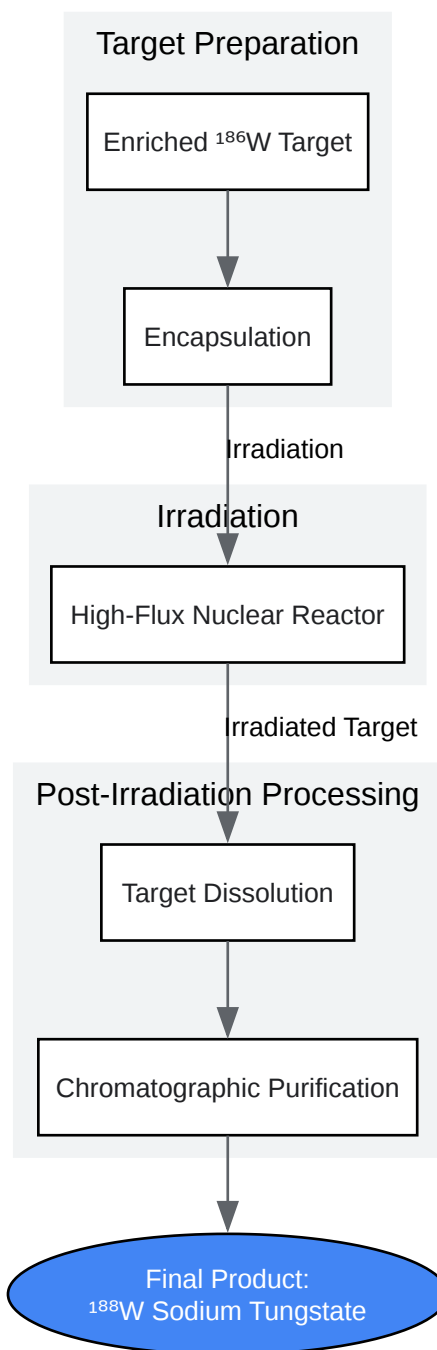 Target Preparation
Enriched ¹⁸⁶W Target
Encapsulation
Irradiation
Irradiation
High-Flux Nuclear Reactor
Irradiated Target
Post-Irradiation Processing
Target Dissolution
Chromatographic Purification
Final Product:
¹⁸⁸W Sodium Tungstate